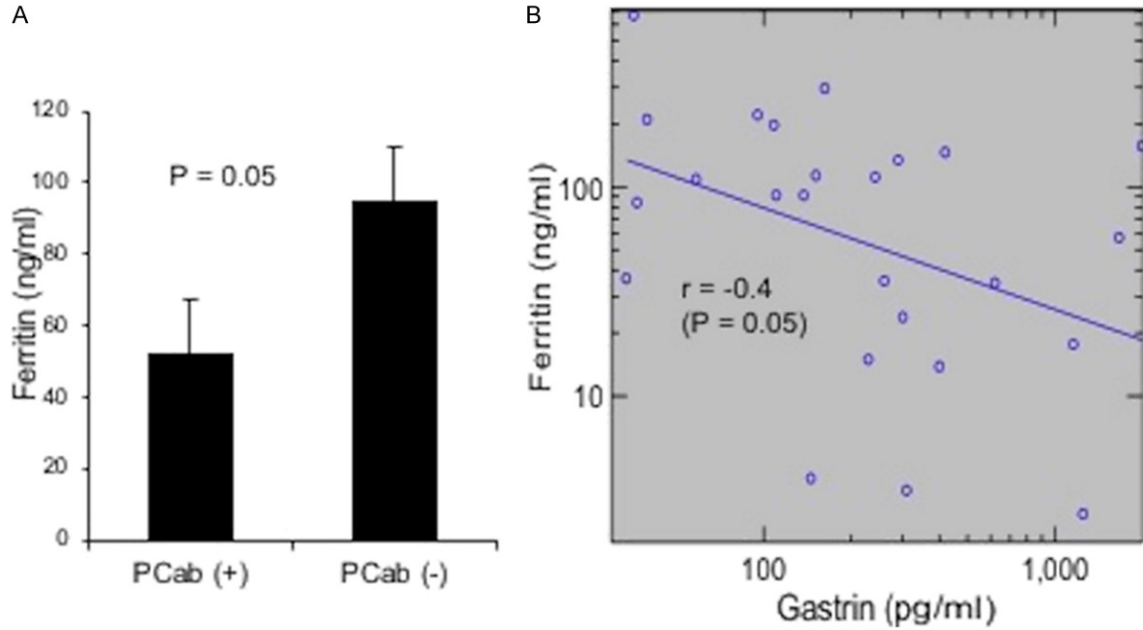 A
120
100
80
60
40
20
0
Ferritin (ng/ml)
P = 0.05
PCab (+)
PCab (-)
B
100
10
Ferritin (ng/ml)
r = -0.4
(P = 0.05)
100
1,000
Gastrin (pg/ml)